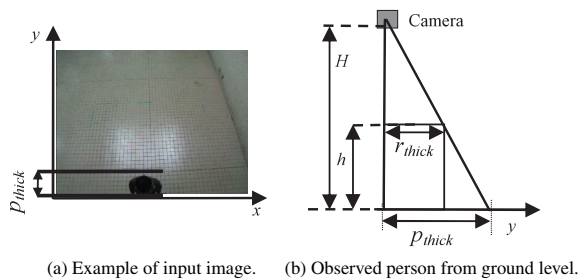 y
p_thick
x
Camera
H
h
r_thick
p_thick
y
(a) Example of input image. (b) Observed person from ground level.